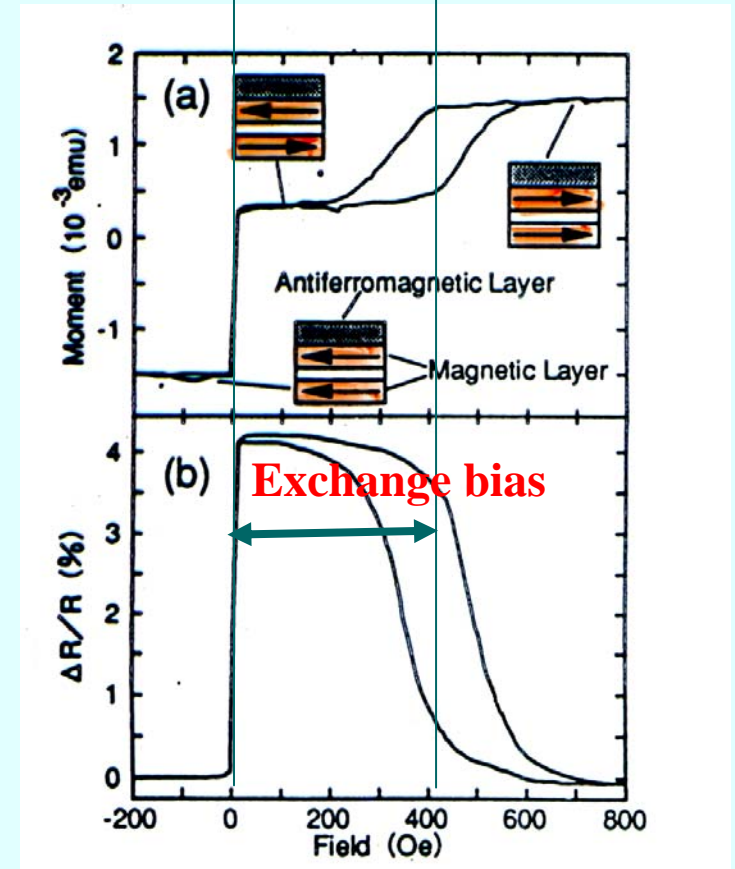 2
(a)
1
0
-1
Moment (10⁻³emu)
Antiferromagnetic Layer
Magnetic Layer
4
(b)
Exchange bias
3
2
1
0
ΔR/R (%)
-200 0 200 400 600 800
Field (Oe)